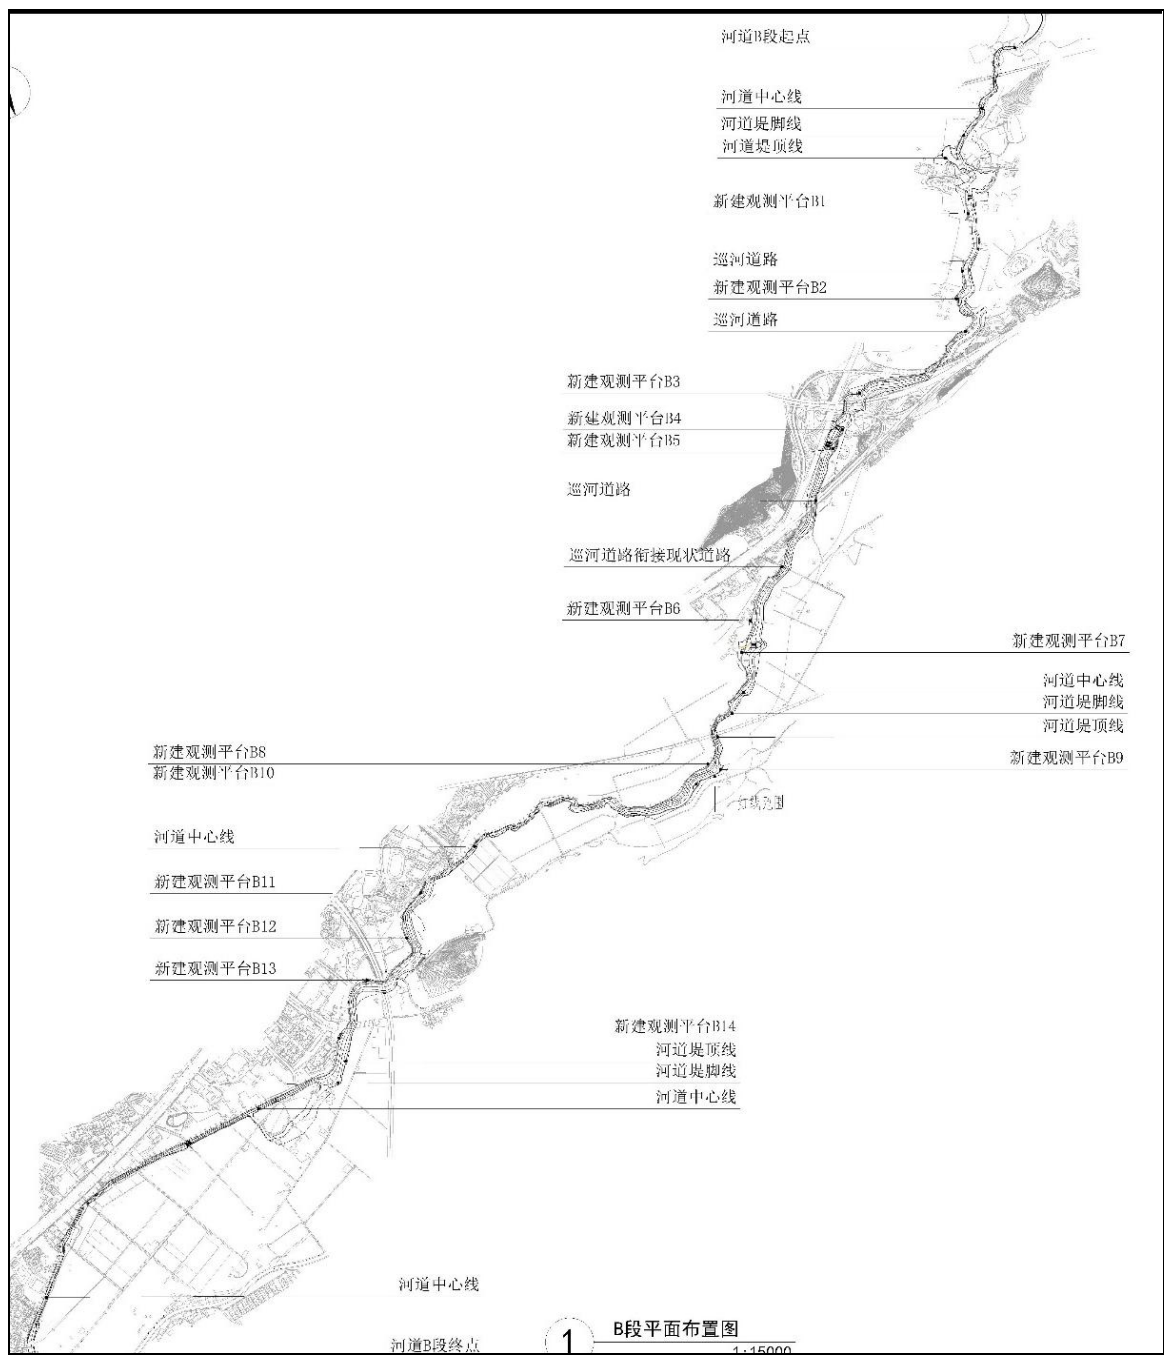 河道B段起点
河道中心线
河道堤脚线
河道堤顶线
新建观测平台B1
巡河道路
新建观测平台B2
巡河道路
新建观测平台B3
新建观测平台B4
新建观测平台B5
巡河道路
巡河道路衔接现状道路
新建观测平台B6
新建观测平台B7
河道中心线
河道堤脚线
河道堤顶线
新建观测平台B8
新建观测平台B9
新建观测平台B10
红线范围
河道中心线
新建观测平台B11
新建观测平台B12
新建观测平台B13
新建观测平台B14
河道堤顶线
河道堤脚线
河道中心线
河道中心线
河道B段终点
1
B段平面布置图
1:15000